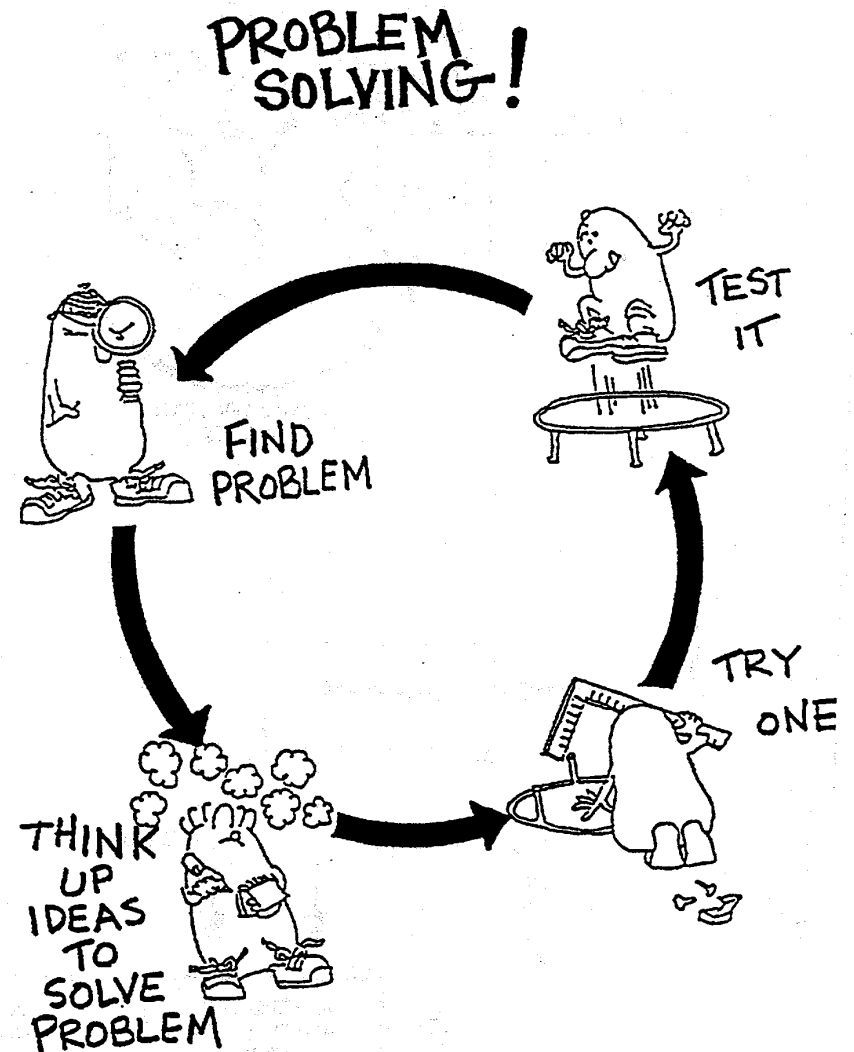 PROBLEM
SOLVING!
FIND
PROBLEM
THINK
UP
IDEAS
TO
SOLVE
PROBLEM
TRY
ONE
TEST
IT